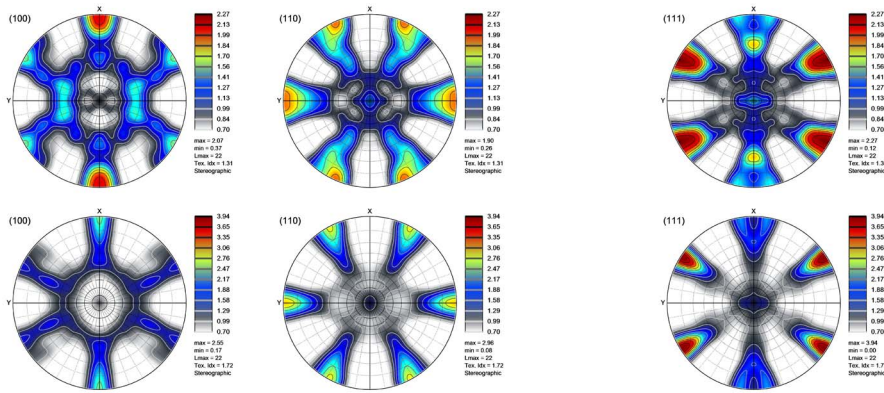 (100)
X
Y
2.27
2.13
1.99
1.84
1.70
1.56
1.41
1.27
1.13
0.99
0.84
0.70
max = 2.07
min = 0.37
Lmax = 22
Tex. Idx = 1.31
Stereographic
(110)
X
Y
2.27
2.13
1.99
1.84
1.70
1.56
1.41
1.27
1.13
0.99
0.84
0.70
max = 1.90
min = 0.26
Lmax = 22
Tex. Idx = 1.31
Stereographic
(111)
X
Y
2.27
2.13
1.99
1.84
1.70
1.56
1.41
1.27
1.13
0.99
0.84
0.70
max = 2.27
min = 0.12
Lmax = 22
Tex. Idx = 1.3
Stereographic
(100)
X
Y
3.94
3.65
3.35
3.06
2.76
2.47
2.17
1.88
1.58
1.29
0.99
0.70
max = 2.55
min = 0.17
Lmax = 22
Tex. Idx = 1.72
Stereographic
(110)
X
Y
3.94
3.65
3.35
3.06
2.76
2.47
2.17
1.88
1.58
1.29
0.99
0.70
max = 2.96
min = 0.08
Lmax = 22
Tex. Idx = 1.72
Stereographic
(111)
X
Y
3.94
3.65
3.35
3.06
2.76
2.47
2.17
1.88
1.58
1.29
0.99
0.70
max = 3.94
min = 0.00
Lmax = 22
Tex. Idx = 1.7
Stereographic